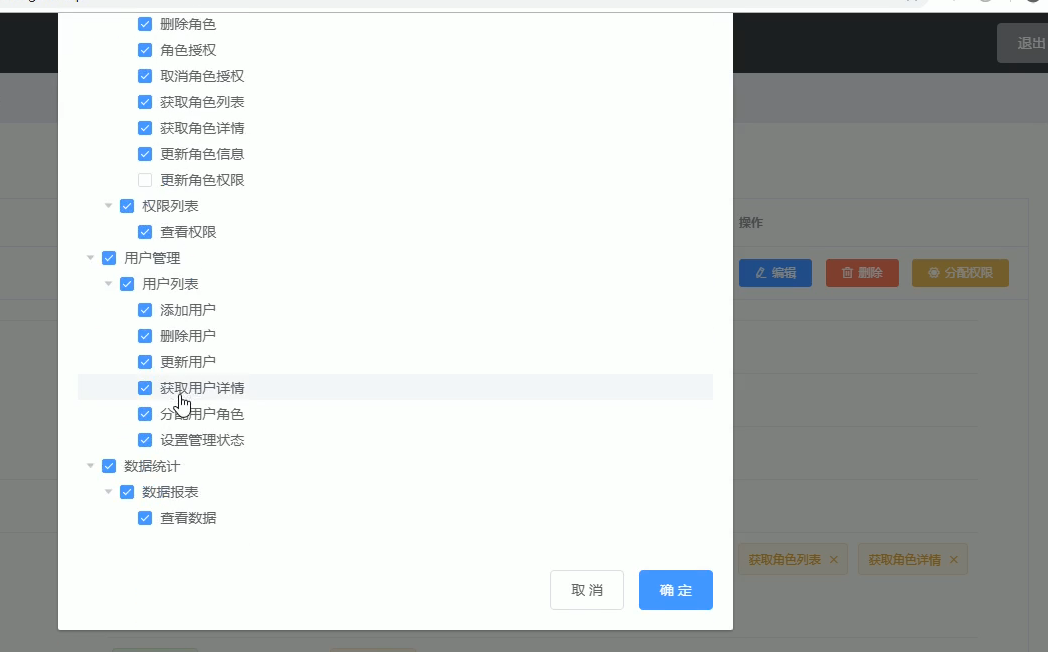 退出
删除角色
角色授权
取消角色授权
获取角色列表
获取角色详情
更新角色信息
更新角色权限
权限列表
查看权限
用户管理
用户列表
添加用户
删除用户
更新用户
获取用户详情
分配用户角色
设置管理状态
数据统计
数据报表
查看数据
取消 确定
操作
编辑 删除 分配权限
获取角色列表 × 获取角色详情 ×